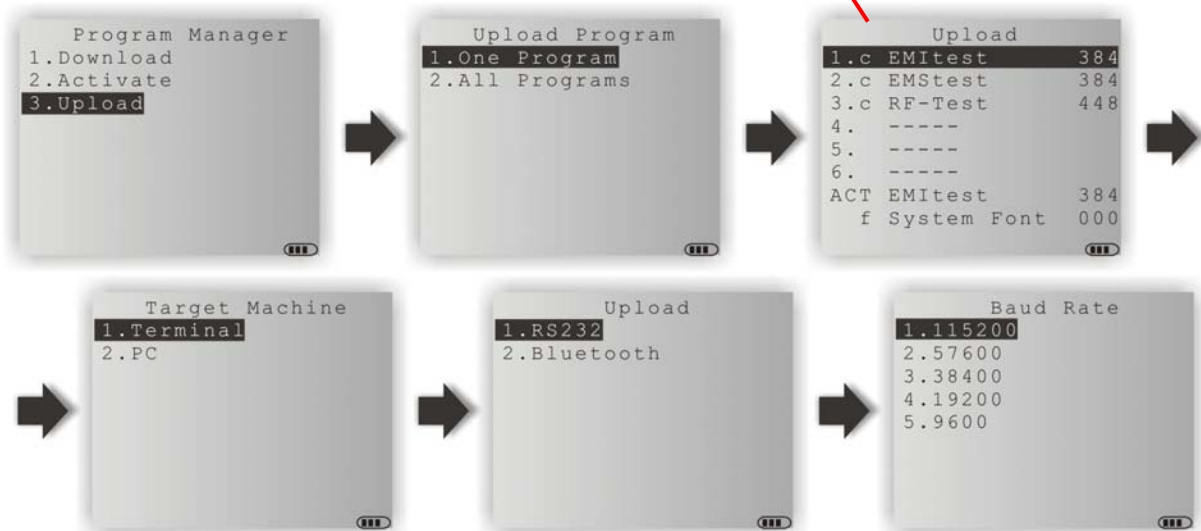 Program Manager
1.Download
2.Activate
3.Upload
Upload Program
1.One Program
2.All Programs
Upload
1.c EMItest 384
2.c EMStest 384
3.c RF-Test 448
4. -----
5. -----
6. -----
ACT EMItest 384
f System Font 000
Target Machine
1.Terminal
2.PC
Upload
1.RS232
2.Bluetooth
Baud Rate
1.115200
2.57600
3.38400
4.19200
5.9600